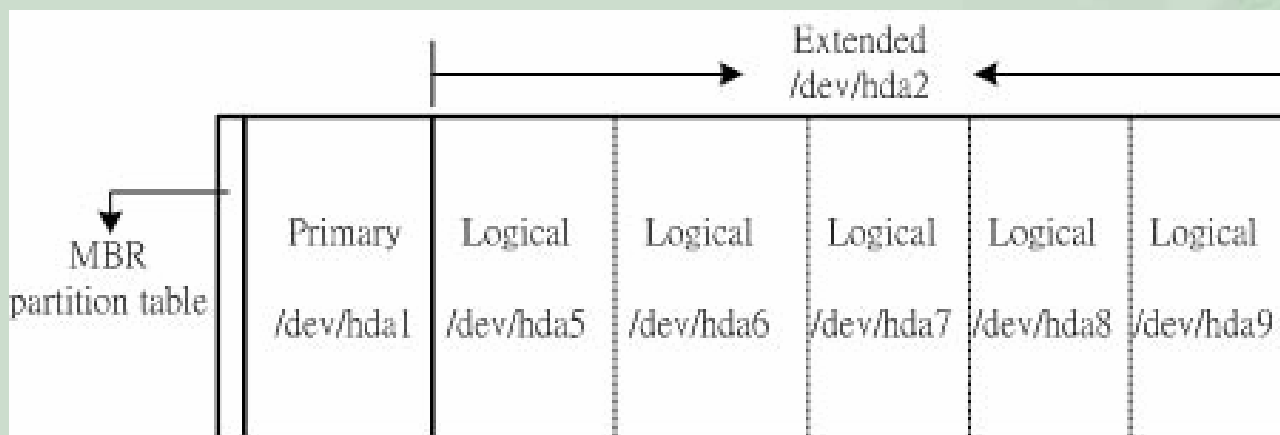 Extended
/dev/hda2
MBR
partition table
Primary
Logical
Logical
Logical
Logical
Logical
/dev/hda1
/dev/hda5
/dev/hda6
/dev/hda7
/dev/hda8
/dev/hda9